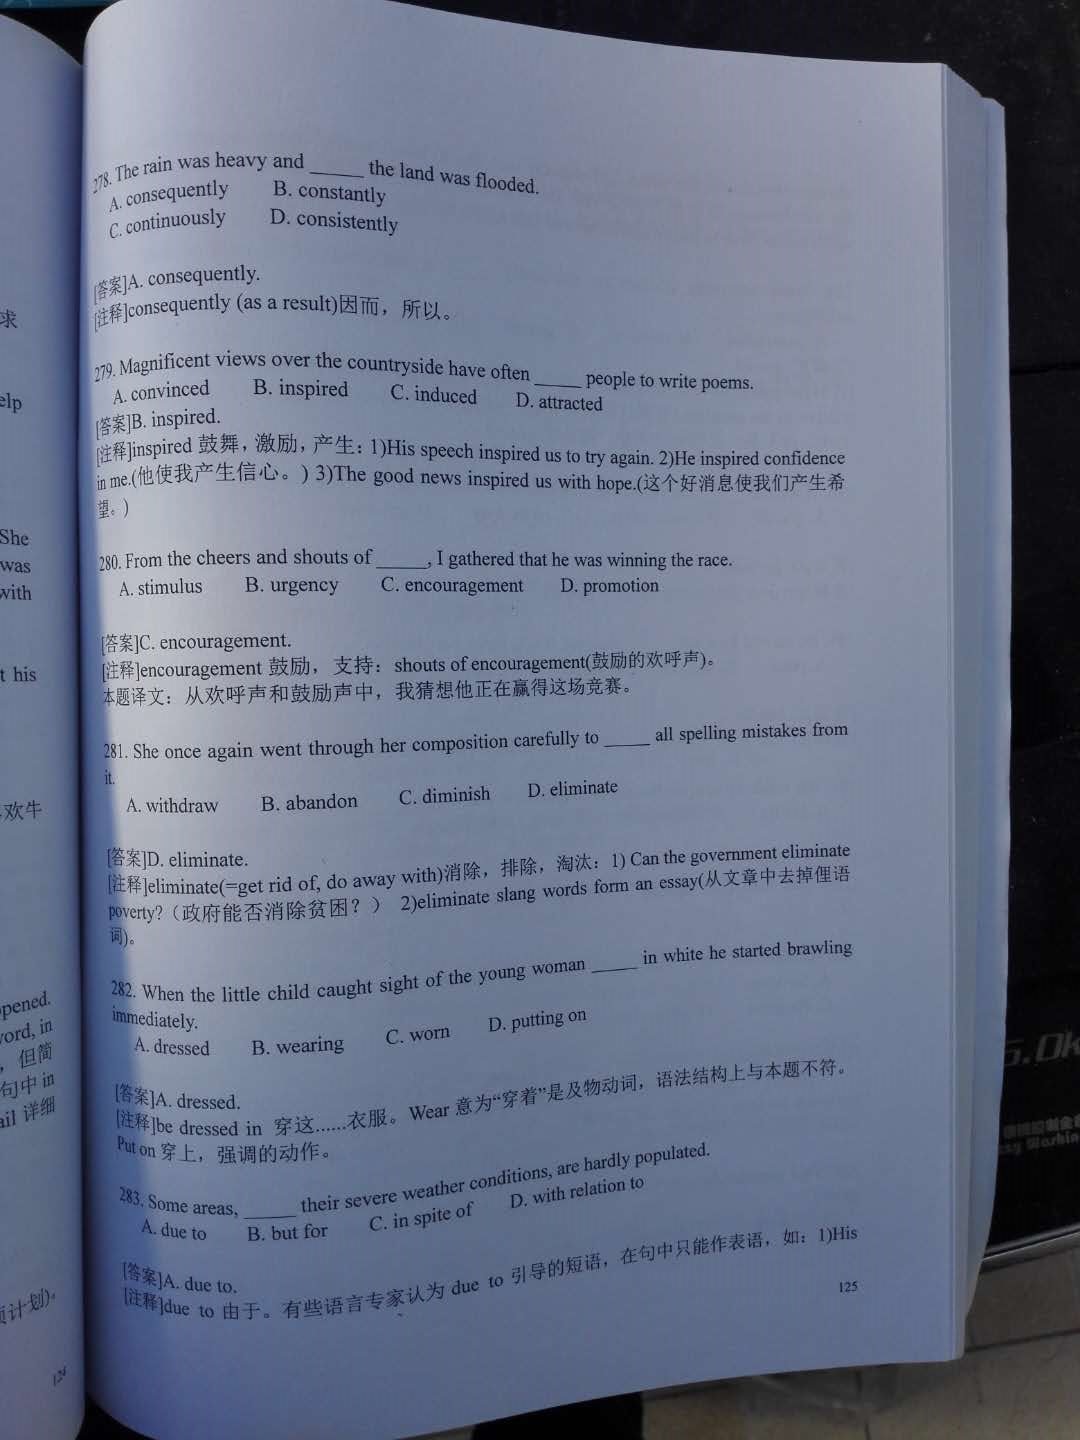 求
elp
She
was
with
t his
欢牛
pened.
ord, in
，但简
句中 in
ail 详细
计划)。
124
278. The rain was heavy and _____ the land was flooded.
A. consequently B. constantly
C. continuously D. consistently
[答案]A. consequently.
[注释]consequently (as a result)因而，所以。
279. Magnificent views over the countryside have often _____ people to write poems.
A. convinced B. inspired C. induced D. attracted
[答案]B. inspired.
[注释]inspired 鼓舞，激励，产生：1)His speech inspired us to try again. 2)He inspired confidence
in me.(他使我产生信心。) 3)The good news inspired us with hope.(这个好消息使我们产生希
望。)
280. From the cheers and shouts of _____, I gathered that he was winning the race.
A. stimulus B. urgency C. encouragement D. promotion
[答案]C. encouragement.
[注释]encouragement 鼓励，支持：shouts of encouragement(鼓励的欢呼声)。
本题译文：从欢呼声和鼓励声中，我猜想他正在赢得这场竞赛。
281. She once again went through her composition carefully to _____ all spelling mistakes from
it.
A. withdraw B. abandon C. diminish D. eliminate
[答案]D. eliminate.
[注释]eliminate(=get rid of, do away with)消除，排除，淘汰：1) Can the government eliminate
poverty?（政府能否消除贫困？） 2)eliminate slang words form an essay(从文章中去掉俚语
词)。
282. When the little child caught sight of the young woman _____ in white he started brawling
immediately.
A. dressed B. wearing C. worn D. putting on
[答案]A. dressed.
[注释]be dressed in 穿这……衣服。Wear 意为“穿着”是及物动词，语法结构上与本题不符。
Put on 穿上，强调的动作。
283. Some areas, _____ their severe weather conditions, are hardly populated.
A. due to B. but for C. in spite of D. with relation to
[答案]A. due to.
[注释]due to 由于。有些语言专家认为 due to 引导的短语，在句中只能作表语，如：1)His
125